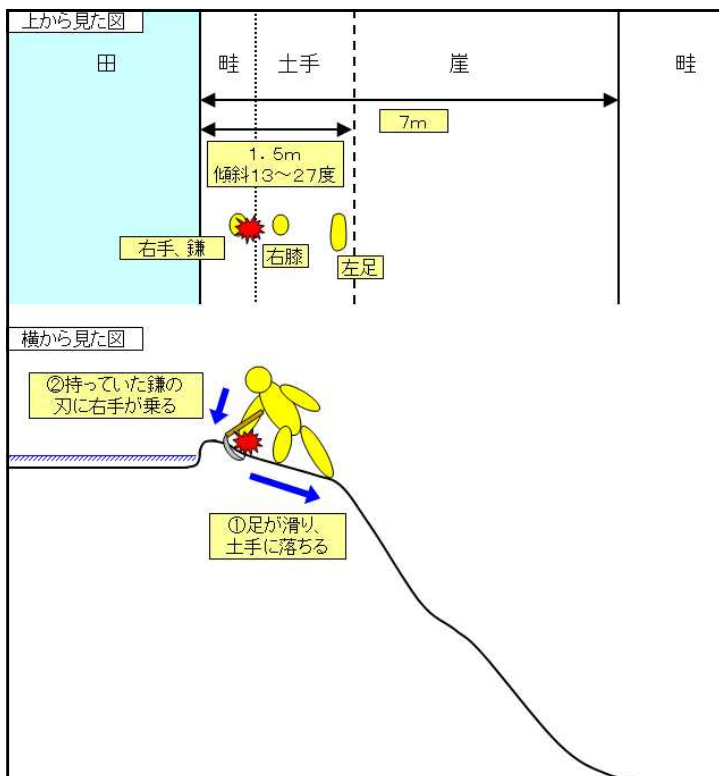 上から見た図
田 畦 土手 崖 畦
7m
1．5m
傾斜13～27度
右手、鎌
右膝
左足
横から見た図
②持っていた鎌の
刃に右手が乗る
①足が滑り、
土手に落ちる